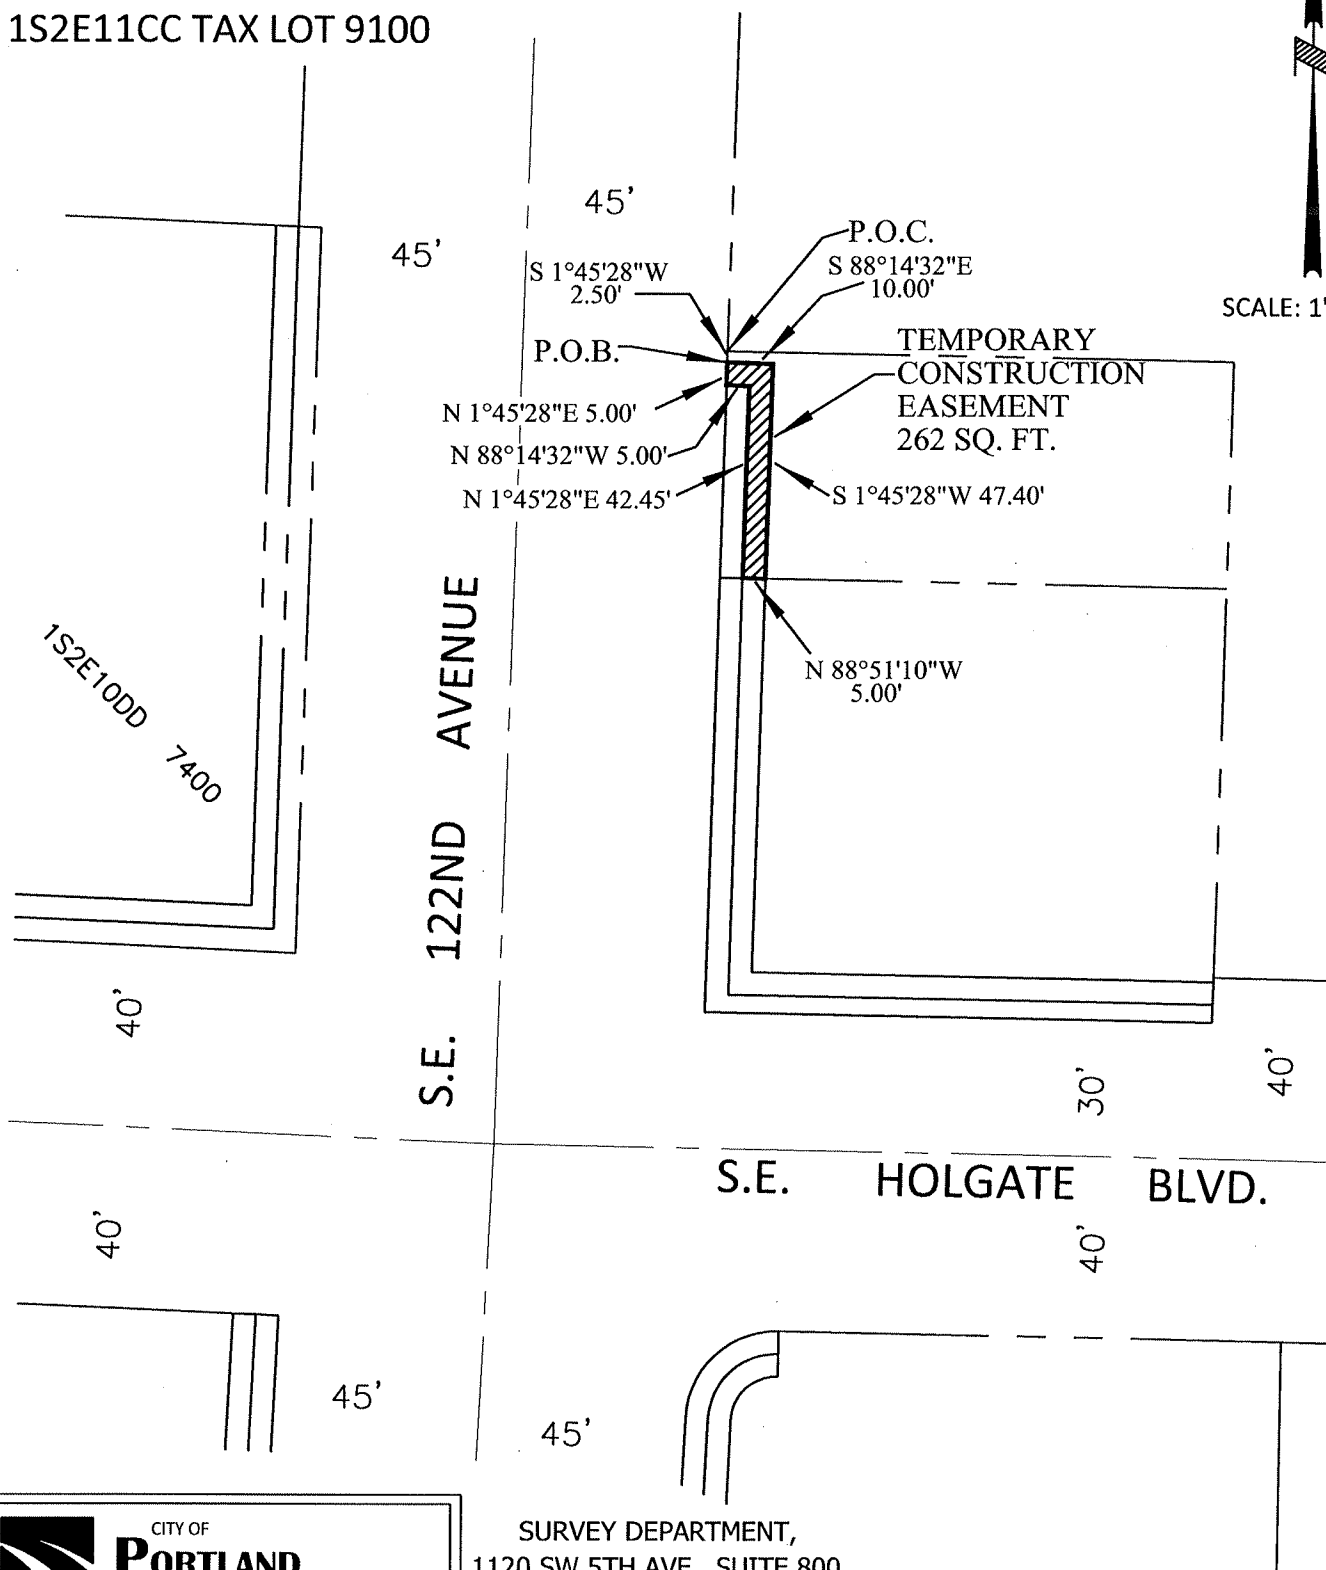 1S2E11CC TAX LOT 9100
45'
45'
P.O.C.
S 88°14'32"E
10.00'
S 1°45'28"W
2.50'
SCALE: 1"
P.O.B.
TEMPORARY
CONSTRUCTION
EASEMENT
262 SQ. FT.
N 1°45'28"E 5.00'
N 88°14'32"W 5.00'
N 1°45'28"E 42.45'
S 1°45'28"W 47.40'
N 88°51'10"W
5.00'
1S2E10DD 7400
S.E. 122ND AVENUE
40'
30'
40'
S.E. HOLGATE BLVD.
40'
40'
45'
45'
CITY OF
PORTLAND
SURVEY DEPARTMENT,
1120 SW 5TH AVE., SUITE 800